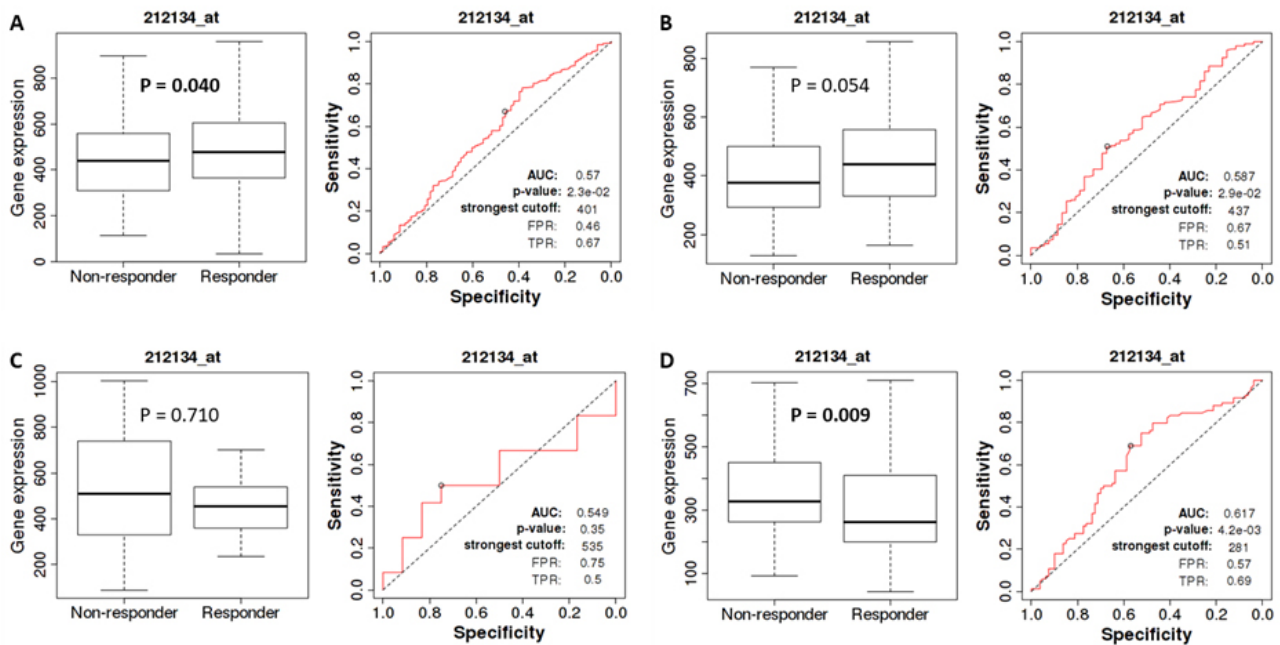 A
212134_at
Gene expression
0
200
400
600
800
P = 0.040
Non-responder
Responder
212134_at
Sensitivity
0.0
0.2
0.4
0.6
0.8
1.0
AUC: 0.57
p-value: 2.3e-02
strongest cutoff: 401
FPR: 0.46
TPR: 0.67
1.0 0.8 0.6 0.4 0.2 0.0
Specificity
B
212134_at
Gene expression
200
400
600
800
P = 0.054
Non-responder
Responder
212134_at
Sensitivity
0.0
0.2
0.4
0.6
0.8
1.0
AUC: 0.587
p-value: 2.9e-02
strongest cutoff: 437
FPR: 0.67
TPR: 0.51
1.0 0.8 0.6 0.4 0.2 0.0
Specificity
C
212134_at
Gene expression
200
400
600
800
1000
P = 0.710
Non-responder
Responder
212134_at
Sensitivity
0.0
0.2
0.4
0.6
0.8
1.0
AUC: 0.549
p-value: 0.35
strongest cutoff: 535
FPR: 0.75
TPR: 0.5
1.0 0.8 0.6 0.4 0.2 0.0
Specificity
D
212134_at
Gene expression
100
300
500
700
P = 0.009
Non-responder
Responder
212134_at
Sensitivity
0.0
0.2
0.4
0.6
0.8
1.0
AUC: 0.617
p-value: 4.2e-03
strongest cutoff: 281
FPR: 0.57
TPR: 0.69
1.0 0.8 0.6 0.4 0.2 0.0
Specificity